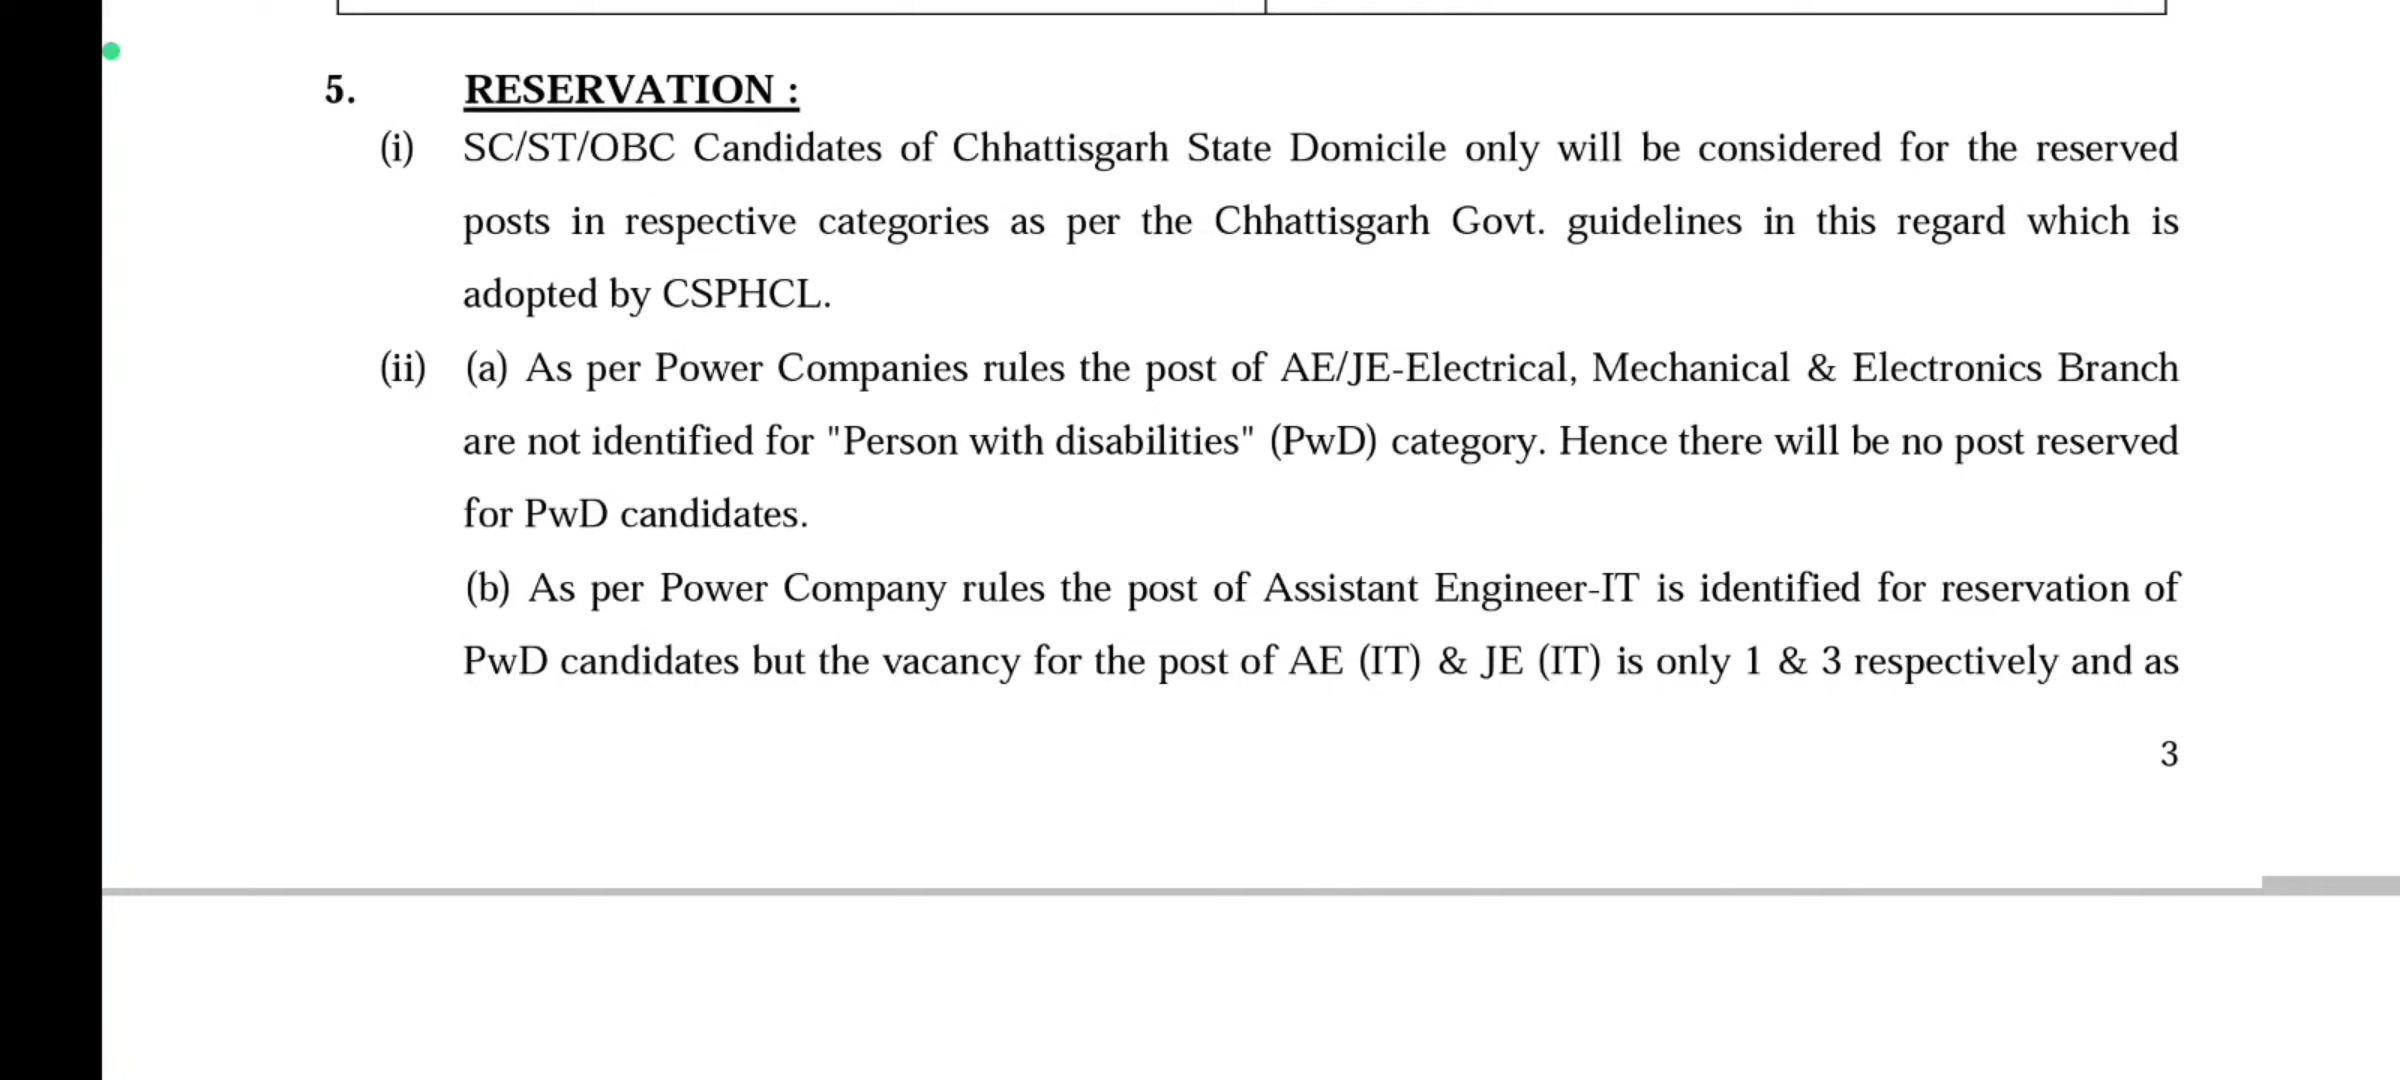 5. RESERVATION :
(i) SC/ST/OBC Candidates of Chhattisgarh State Domicile only will be considered for the reserved
posts in respective categories as per the Chhattisgarh Govt. guidelines in this regard which is
adopted by CSPHCL.
(ii) (a) As per Power Companies rules the post of AE/JE-Electrical, Mechanical & Electronics Branch
are not identified for "Person with disabilities" (PwD) category. Hence there will be no post reserved
for PwD candidates.
(b) As per Power Company rules the post of Assistant Engineer-IT is identified for reservation of
PwD candidates but the vacancy for the post of AE (IT) & JE (IT) is only 1 & 3 respectively and as
3